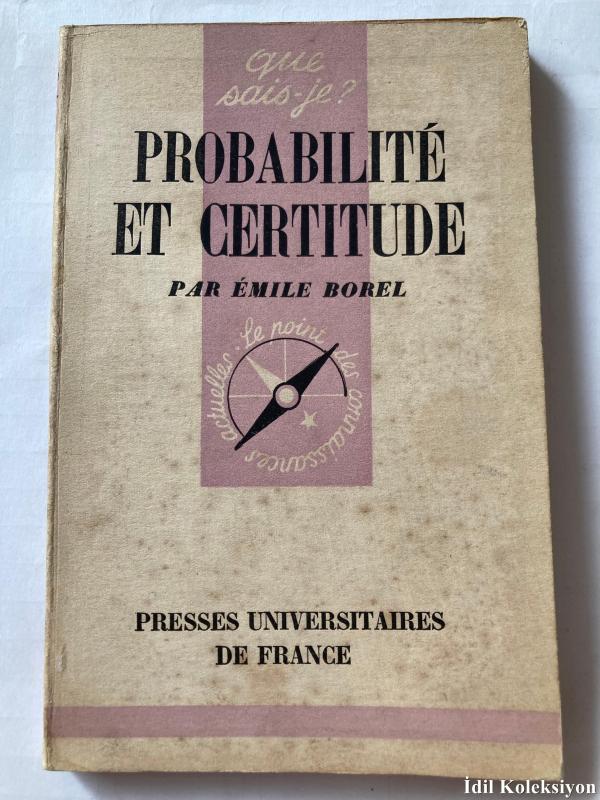 que
sais-je?
PROBABILITÉ
ET CERTITUDE
PAR ÉMILE BOREL
Le point des connaissances actuelles.
PRESSES UNIVERSITAIRES
DE FRANCE
İdil Koleksiyon